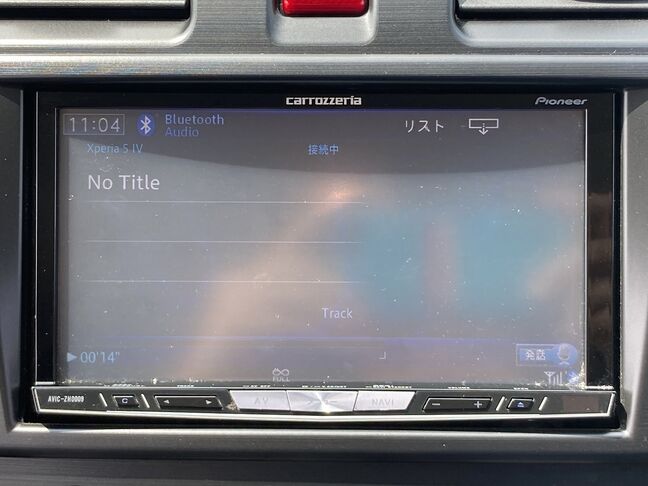 carrozzeria
Pioneer
11:04
Bluetooth
Audio
リスト
Xperia 5 IV
接続中
No Title
Track
00'14"
発話
FULL
AVIC-ZH0009
AV
NAVI